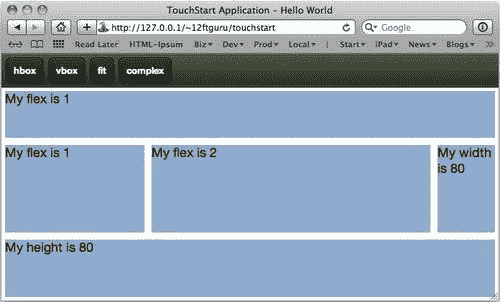 TouchStart Application - Hello World
http://127.0.0.1/~12ftguru/touchstart
Google
Read Later HTML-Ipsum Biz Dev Prod Local Start iPad News Blogs
hbox vbox fit complex
My flex is 1
My flex is 1 My flex is 2 My width
is 80
My height is 80